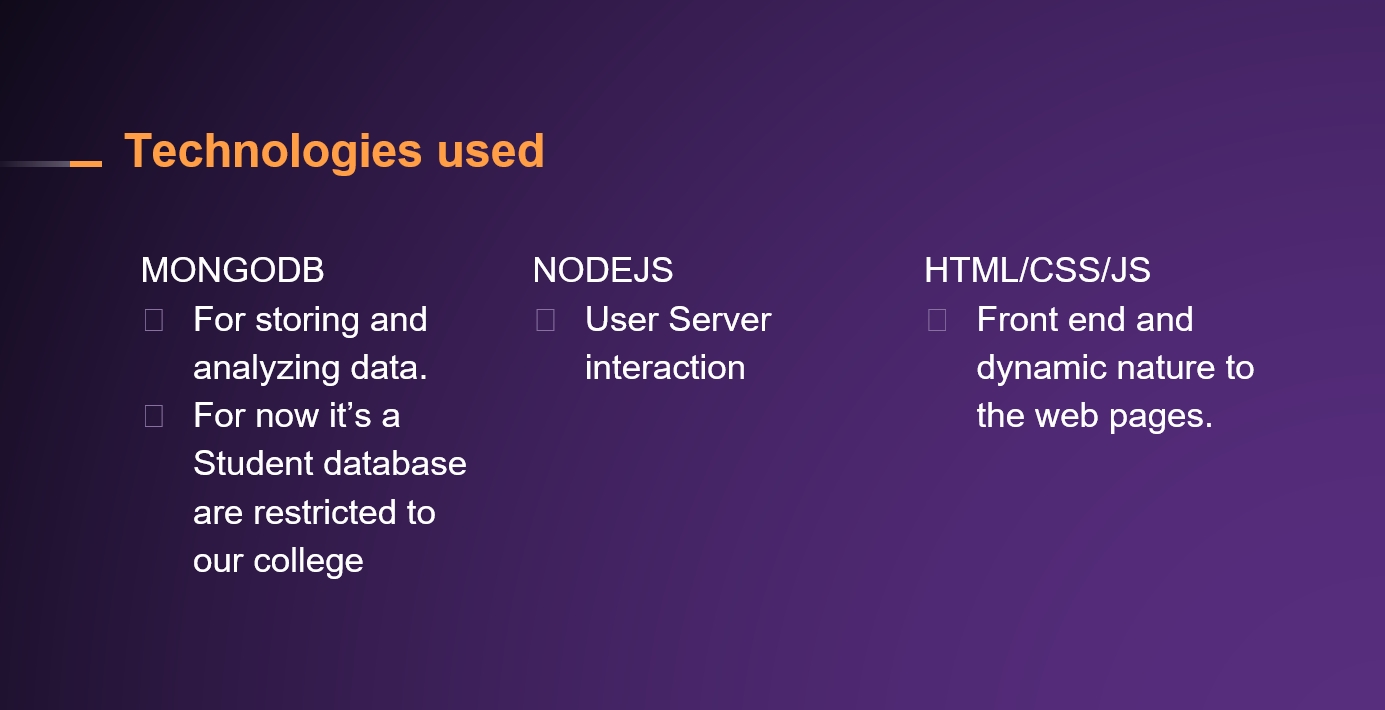 Technologies used
MONGODB
For storing and
analyzing data.
For now it’s a
Student database
are restricted to
our college
NODEJS
User Server
interaction
HTML/CSS/JS
Front end and
dynamic nature to
the web pages.